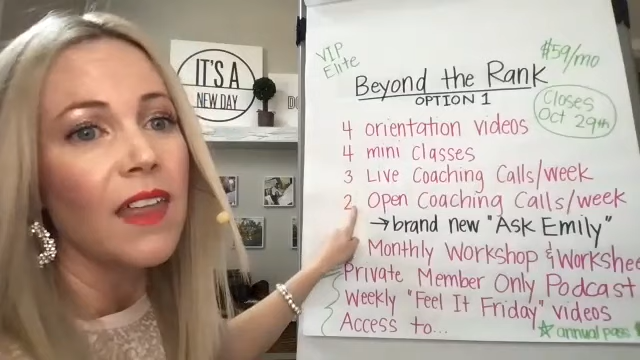 IT'S A
NEW DAY
VIP
Elite
$59/mo
Beyond the Rank
OPTION 1
Closes
Oct 29th
4 orientation videos
4 mini Classes
3 Live Coaching Calls/week
2 Open Coaching Calls/week
→brand new "Ask Emily"
Monthly Workshop & Workshee
Private Member Only Podcast
Weekly "Feel It Friday" videos
Access to...
☆annual pass